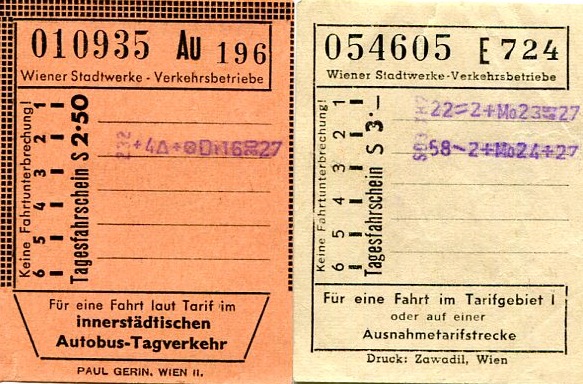 010935 AU 196
Wiener Stadtwerke - Verkehrsbetriebe
Keine Fahrtunterbrechung!
1
2
3
4
5
6
Tagesfahrschein S 2·50
Für eine Fahrt laut Tarif im
innerstädtischen
Autobus-Tagverkehr
PAUL GERIN, WIEN II.
054605 E 724
Wiener Stadtwerke-Verkehrsbetriebe
Keine Fahrtunterbrechung!
1
2
3
4
5
6
Tagesfahrschein S 3·—
Für eine Fahrt im Tarifgebiet I
oder auf einer
Ausnahmetarifstrecke
Druck: Zawadil, Wien